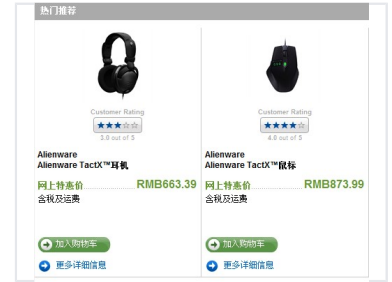 热门推荐
Customer Rating
3.0 out of 5
Alienware
Alienware TactX™耳机
网上特惠价 RMB663.39
含税及运费
加入购物车
更多详细信息
Customer Rating
4.0 out of 5
Alienware
Alienware TactX™鼠标
网上特惠价 RMB873.99
含税及运费
加入购物车
更多详细信息